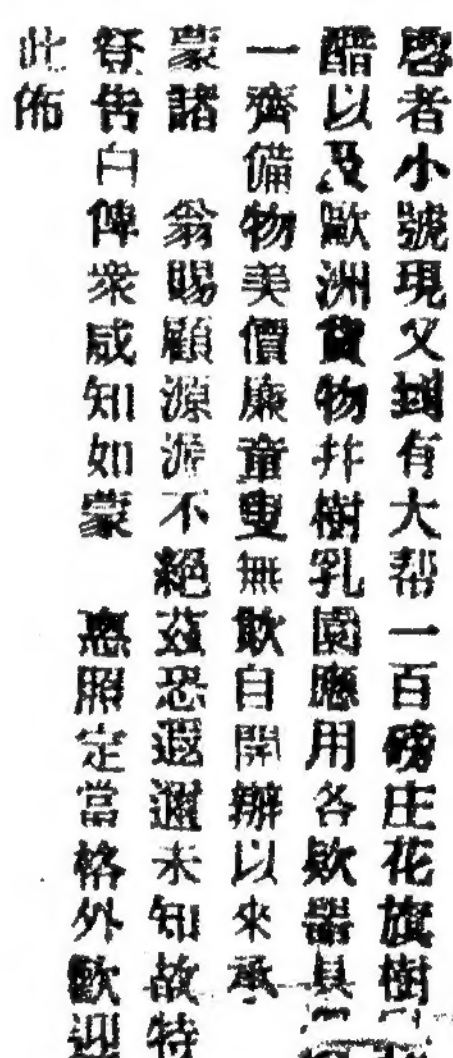 啓者小號現又到有大帮一百磅庄花旗樹
醋以及歐洲貨物并樹乳園應用各欵器具
一齊備物美價廉童叟無欺自開辦以來承
蒙諸 翁賜顧源源不絕茲恐遐邇未知故特
登告白俾衆咸知如蒙 惠照定當格外歡迎
此佈